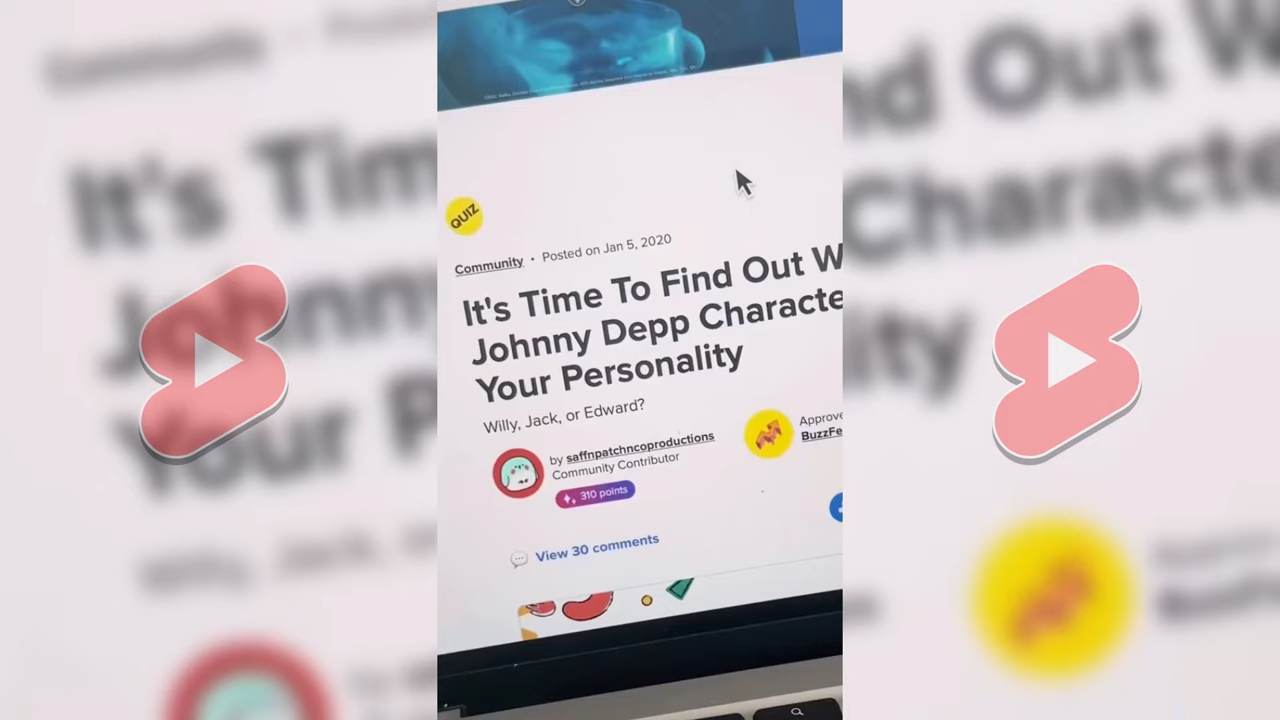 QUIZ
Community • Posted on Jan 5, 2020
It's Time To Find Out W
Johnny Depp Characte
Your Personality
Willy, Jack, or Edward?
by saffnpatchncoproductions
Community Contributor
310 points
Approve
BuzzFe
View 30 comments